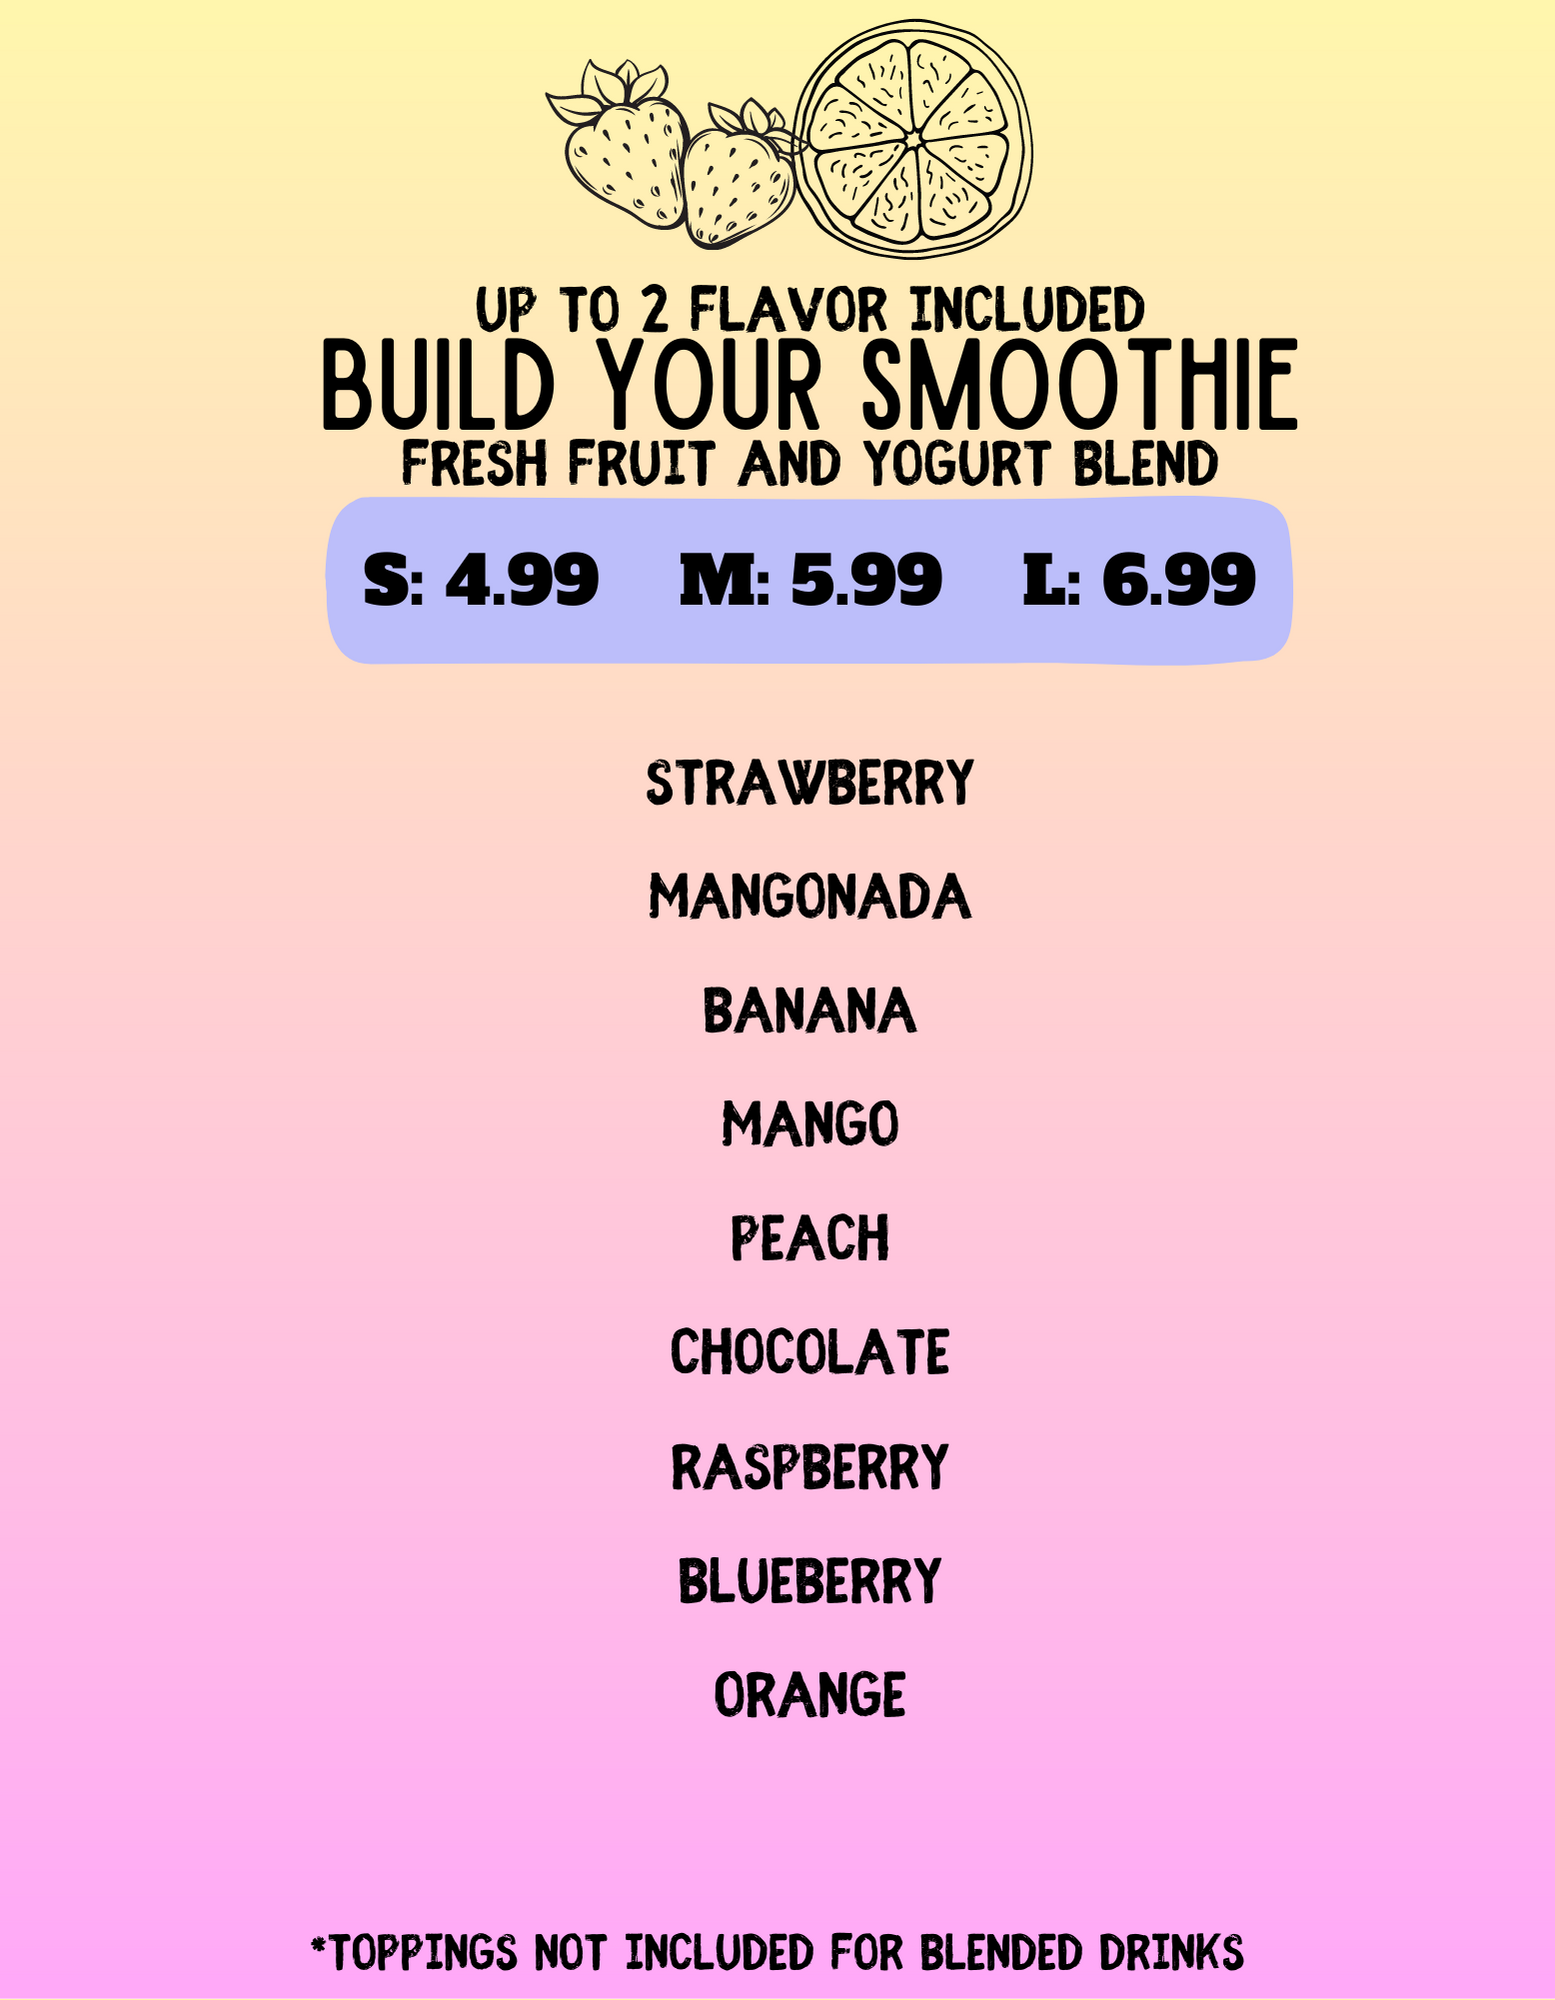 UP TO 2 FLAVOR INCLUDED
BUILD YOUR SMOOTHIE
FRESH FRUIT AND YOGURT BLEND
S: 4.99 M: 5.99 L: 6.99
STRAWBERRY
MANGONADA
BANANA
MANGO
PEACH
CHOCOLATE
RASPBERRY
BLUEBERRY
ORANGE
*TOPPINGS NOT INCLUDED FOR BLENDED DRINKS